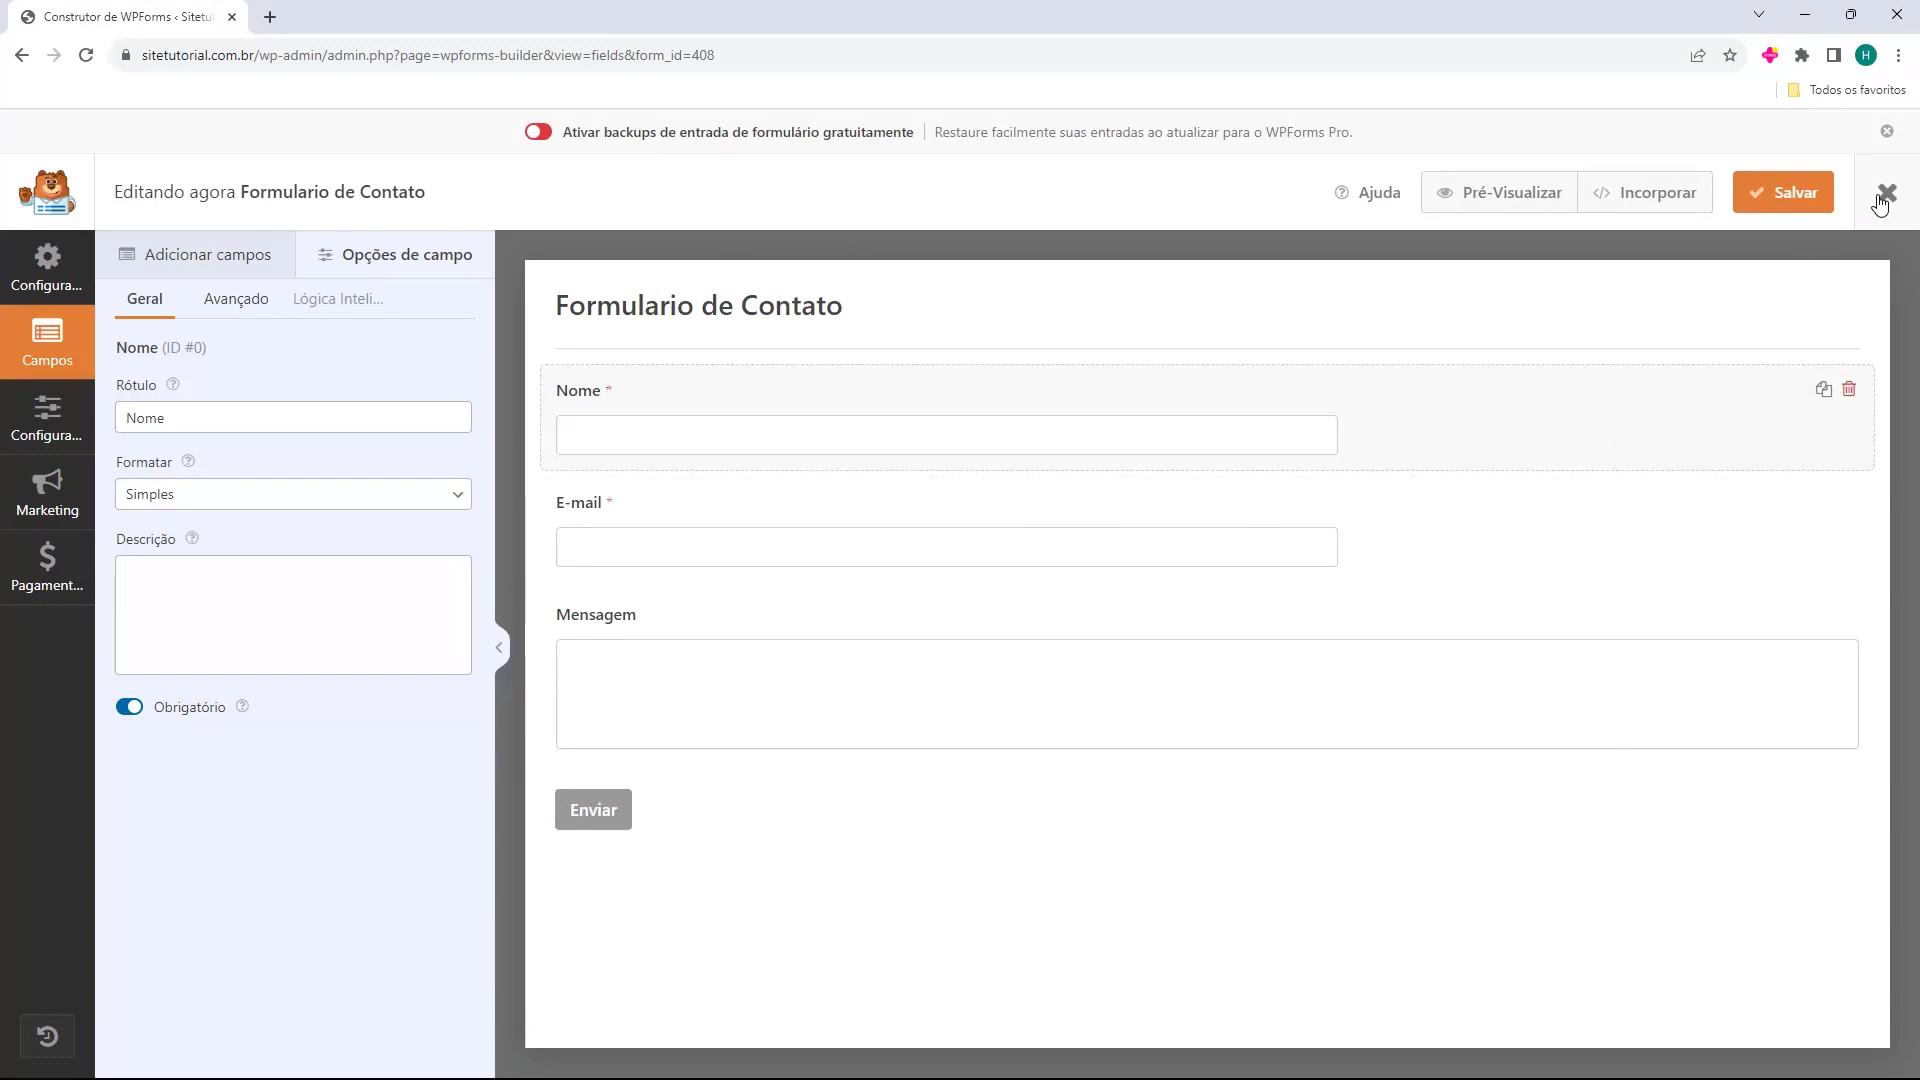 Construtor de WPForms ‹ Sitetu
sitetutorial.com.br/wp-admin/admin.php?page=wpforms-builder&view=fields&form_id=408
H
Todos os favoritos
Ativar backups de entrada de formulário gratuitamente | Restaure facilmente suas entradas ao atualizar para o WPForms Pro.
Editando agora Formulario de Contato
Ajuda
Pré-Visualizar
Incorporar
Salvar
Configura...
Campos
Configura...
Marketing
Pagament...
Adicionar campos
Opções de campo
Geral
Avançado
Lógica Inteli...
Nome (ID #0)
Rótulo
Nome
Formatar
Simples
Descrição
Obrigatório
Formulario de Contato
Nome *
E-mail *
Mensagem
Enviar